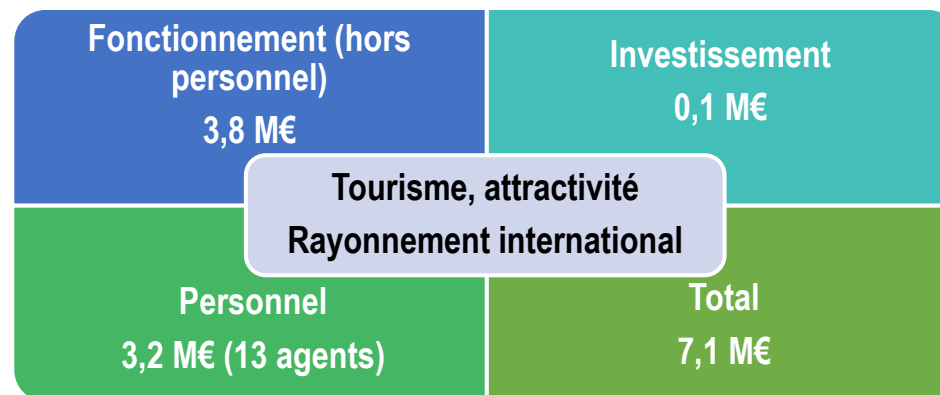 Fonctionnement (hors
personnel)
3,8 M€
Investissement
0,1 M€
Tourisme, attractivité
Rayonnement international
Personnel
3,2 M€ (13 agents)
Total
7,1 M€